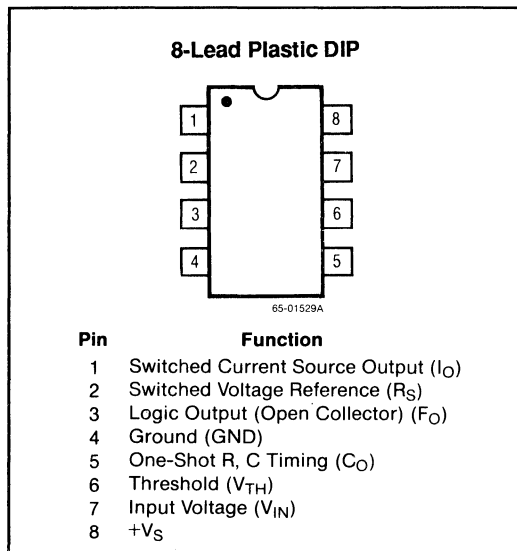 8-Lead Plastic DIP
1 8
2 7
3 6
4 5
65-01529A
Pin Function
1 Switched Current Source Output (IO)
2 Switched Voltage Reference (RS)
3 Logic Output (Open Collector) (FO)
4 Ground (GND)
5 One-Shot R, C Timing (CO)
6 Threshold (VTH)
7 Input Voltage (VIN)
8 +VS